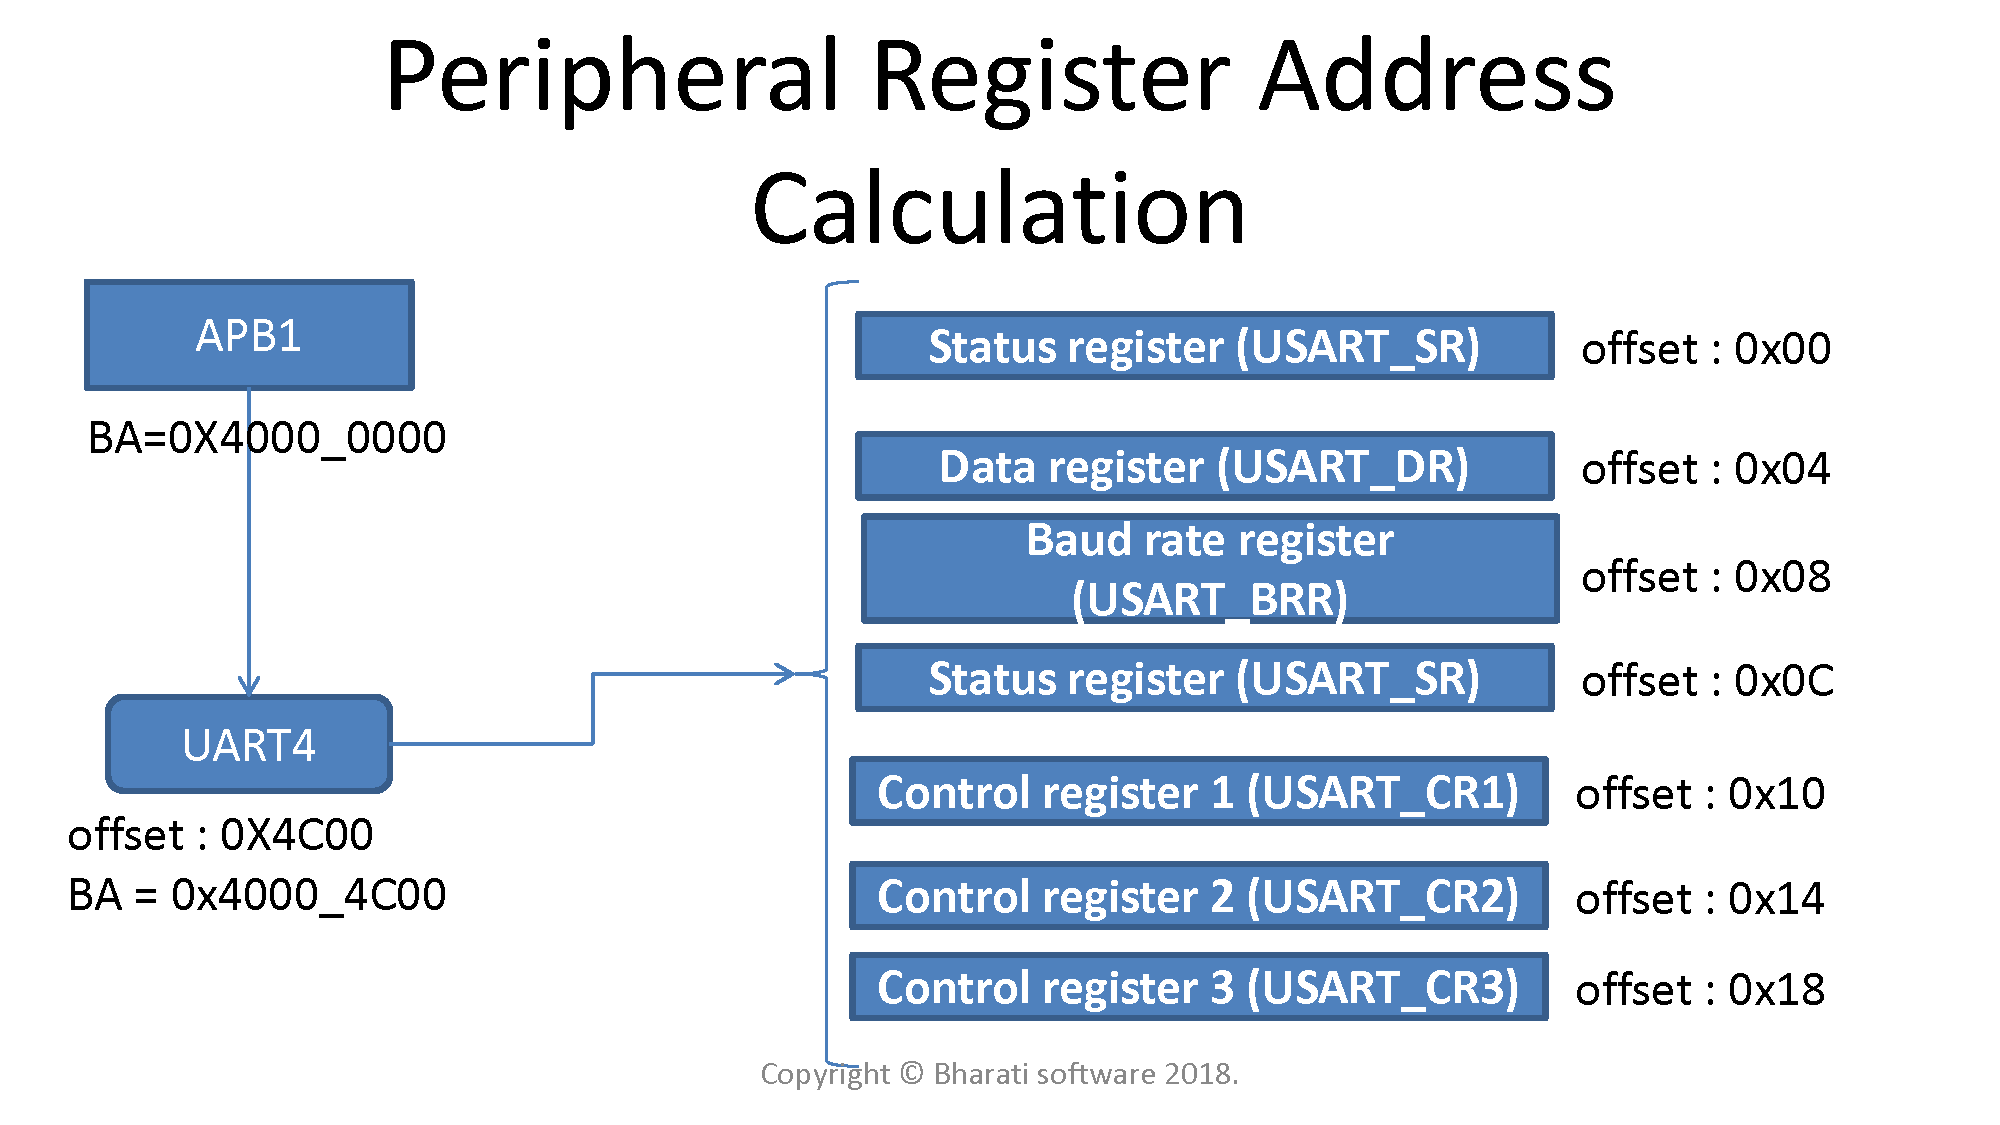 Peripheral Register Address
Calculation
APB1
BA=0X4000_0000
UART4
offset : 0X4C00
BA = 0x4000_4C00
Status register (USART_SR)
offset : 0x00
Data register (USART_DR)
offset : 0x04
Baud rate register
(USART_BRR)
offset : 0x08
Status register (USART_SR)
offset : 0x0C
Control register 1 (USART_CR1)
offset : 0x10
Control register 2 (USART_CR2)
offset : 0x14
Control register 3 (USART_CR3)
offset : 0x18
Copyright © Bharati software 2018.